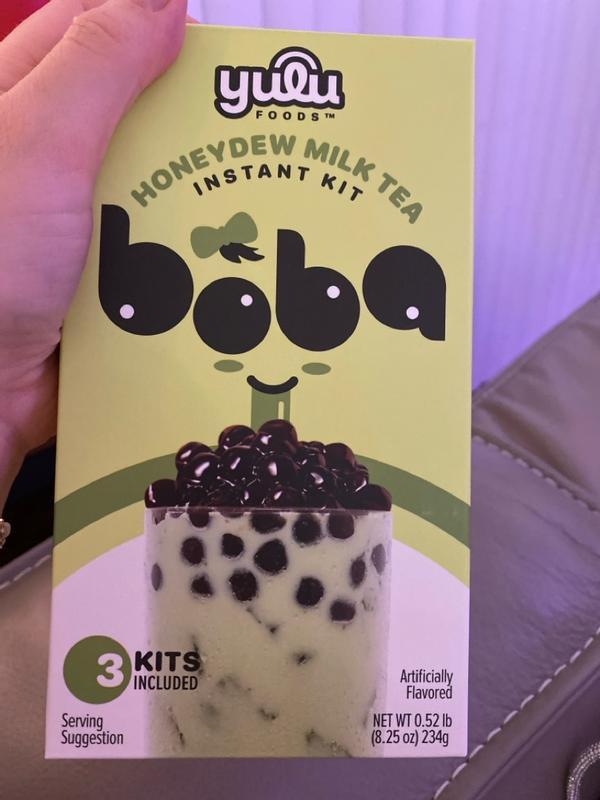 yulu
FOODS™
HONEYDEW MILK TEA
INSTANT KIT
boba
3 KITS
INCLUDED
Serving
Suggestion
Artificially
Flavored
NET WT 0.52 lb
(8.25 oz) 234g